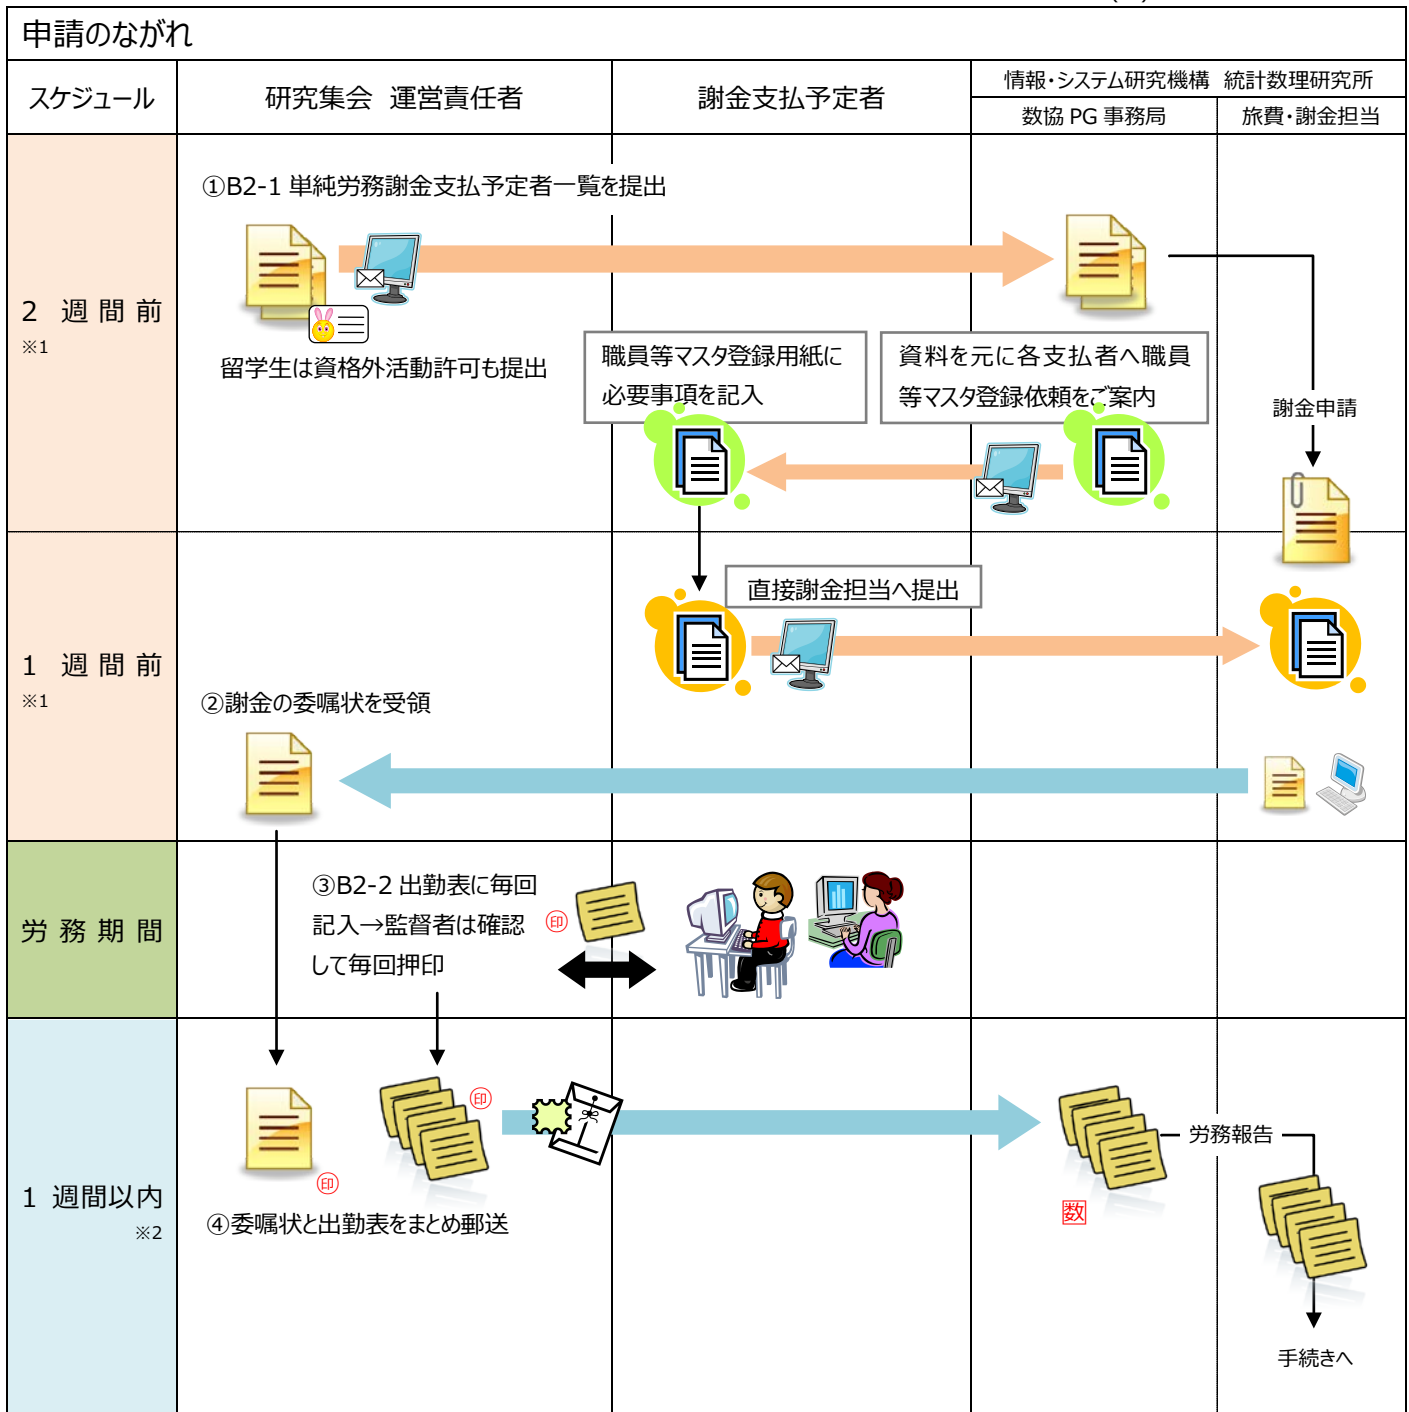 申請のながれ
スケジュール
研究集会 運営責任者
謝金支払予定者
情報・システム研究機構 統計数理研究所
数協 PG 事務局
旅費・謝金担当
2 週間前
※1
①B2-1 単純労務謝金支払予定者一覧を提出
留学生は資格外活動許可も提出
職員等マスタ登録用紙に
必要事項を記入
資料を元に各支払者へ職員
等マスタ登録依頼をご案内
謝金申請
1 週間前
※1
直接謝金担当へ提出
②謝金の委嘱状を受領
労務期間
③B2-2 出勤表に毎回
記入→監督者は確認
して毎回押印
印
1 週間以内
※2
印
印
④委嘱状と出勤表をまとめ郵送
数
労務報告
手続きへ